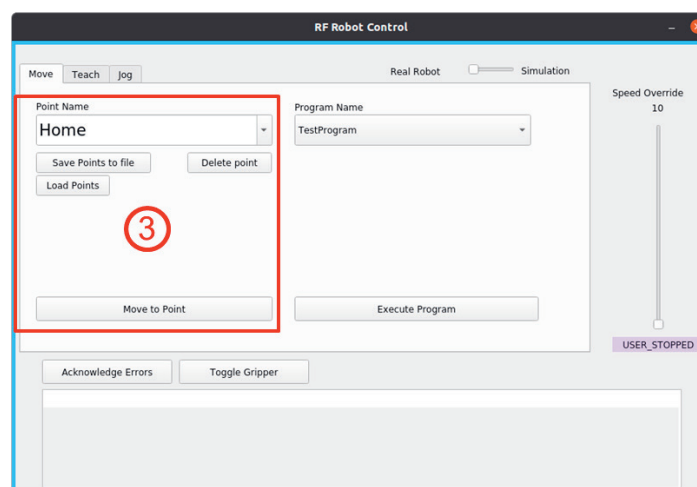 RF Robot Control
Move Teach Jog
Real Robot Simulation
Speed Override
10
Point Name
Home
Save Points to file Delete point
Load Points
3
Move to Point
Program Name
TestProgram
Execute Program
USER_STOPPED
Acknowledge Errors Toggle Gripper